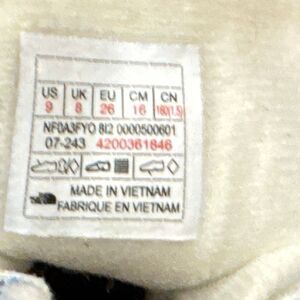 US UK EU CM CN
9 8 26 16 160(1.5)
NF0A3FYO 8I2 0000500601
07-243 4200361846
MADE IN VIETNAM
FABRIQUE EN VIETNAM